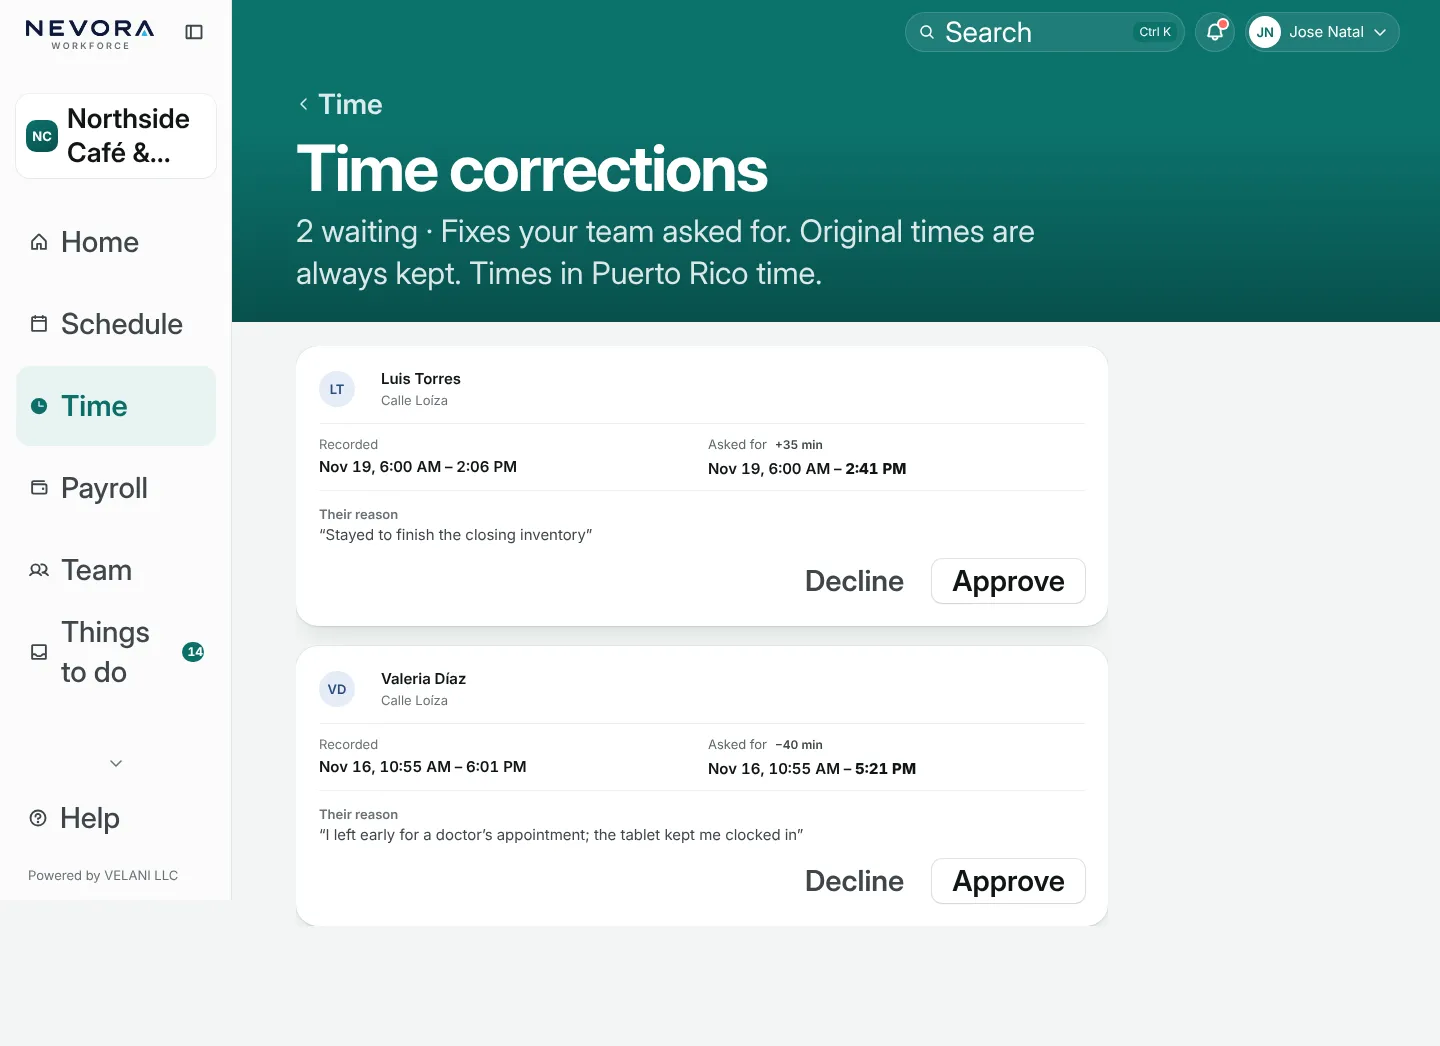 NEVORA
WORKFORCE
NC
Northside
Café &...
Home
Schedule
Time
Payroll
Team
Things
to do
14
Help
Powered by VELANI LLC
Search
Ctrl K
JN
Jose Natal
Time
Time corrections
2 waiting · Fixes your team asked for. Original times are
always kept. Times in Puerto Rico time.
LT
Luis Torres
Calle Loíza
Recorded
Nov 19, 6:00 AM – 2:06 PM
Asked for +35 min
Nov 19, 6:00 AM – 2:41 PM
Their reason
“Stayed to finish the closing inventory”
Decline
Approve
VD
Valeria Díaz
Calle Loíza
Recorded
Nov 16, 10:55 AM – 6:01 PM
Asked for −40 min
Nov 16, 10:55 AM – 5:21 PM
Their reason
“I left early for a doctor’s appointment; the tablet kept me clocked in”
Decline
Approve